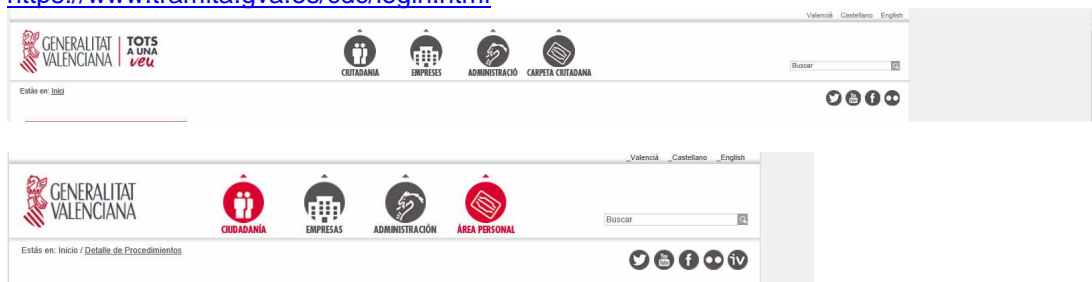 https://www.tramita.gva.es/cdc/login.html
Valencià Castellano English
GENERALITAT VALENCIANA TOTS A UNA veu
CIUTADANIA EMPRESES ADMINISTRACIÓ CARPETA CIUTADANA
Buscar
Estàs en: Inici
_Valencià _Castellano _English
GENERALITAT VALENCIANA
CIUDADANÍA EMPRESAS ADMINISTRACIÓN ÁREA PERSONAL
Buscar
Estás en: Inicio / Detalle de Procedimientos